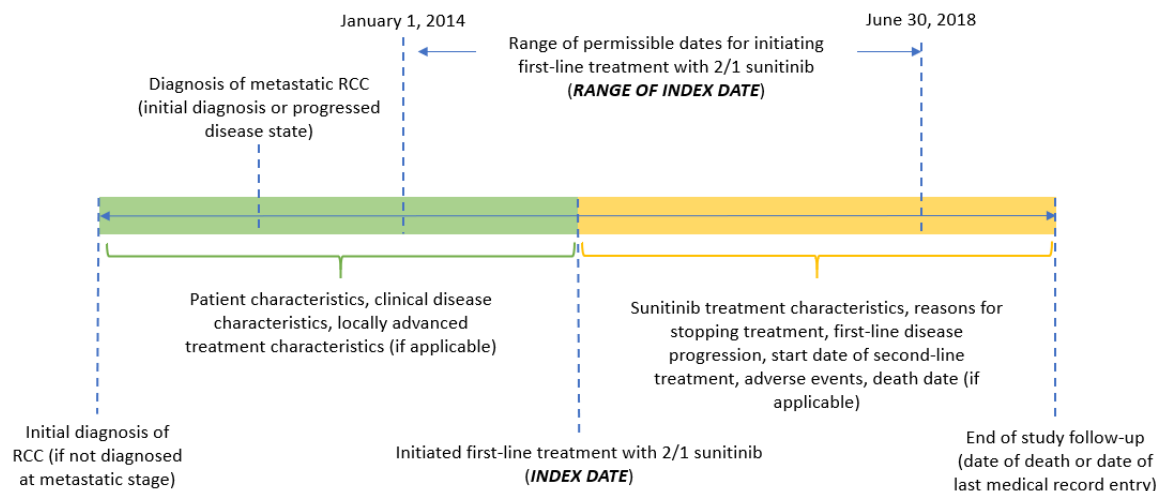 January 1, 2014
June 30, 2018
Range of permissible dates for initiating
first-line treatment with 2/1 sunitinib
(RANGE OF INDEX DATE)
Diagnosis of metastatic RCC
(initial diagnosis or progressed
disease state)
Patient characteristics, clinical disease
characteristics, locally advanced
treatment characteristics (if applicable)
Sunitinib treatment characteristics, reasons for
stopping treatment, first-line disease
progression, start date of second-line
treatment, adverse events, death date (if
applicable)
Initial diagnosis of
RCC (if not diagnosed
at metastatic stage)
Initiated first-line treatment with 2/1 sunitinib
(INDEX DATE)
End of study follow-up
(date of death or date of
last medical record entry)